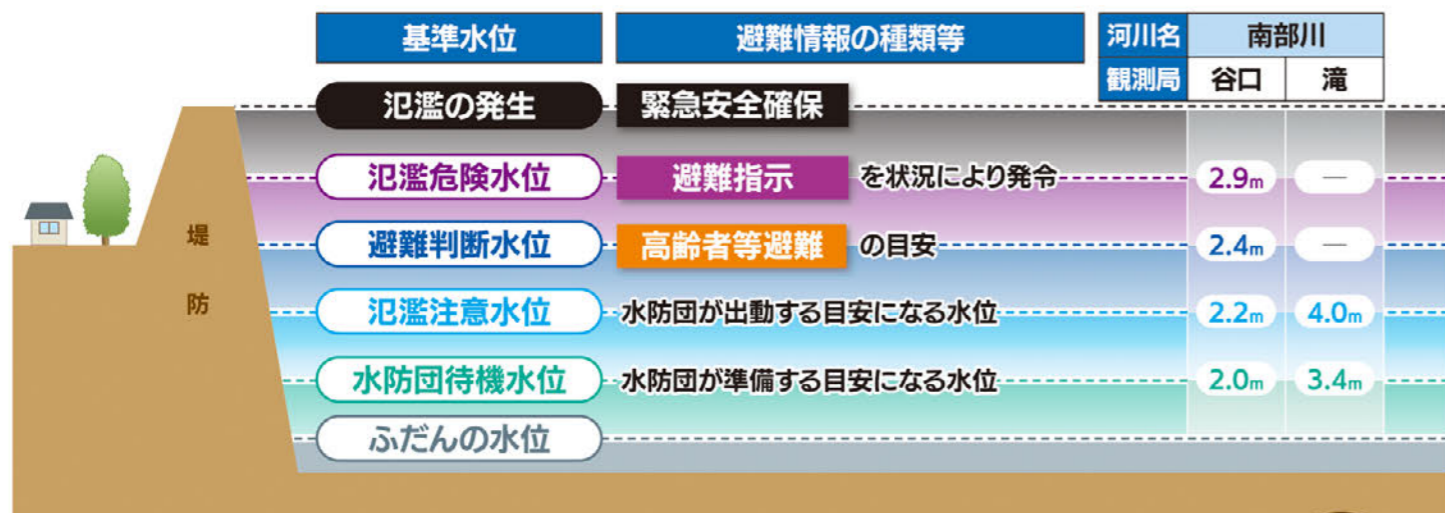 基準水位 避難情報の種類等 河川名 南部川
観測局 谷口 滝
氾濫の発生 緊急安全確保
氾濫危険水位 避難指示 を状況により発令 2.9m —
避難判断水位 高齢者等避難 の目安 2.4m —
氾濫注意水位 水防団が出動する目安になる水位 2.2m 4.0m
水防団待機水位 水防団が準備する目安になる水位 2.0m 3.4m
ふだんの水位
堤防